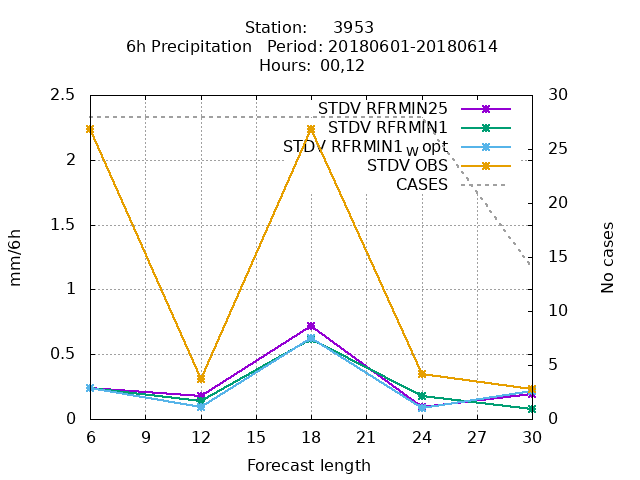 Station: 3953
6h Precipitation Period: 20180601-20180614
Hours: 00,12
2.5
2
1.5
1
0.5
0
mm/6h
30
25
20
15
10
5
0
No cases
STDV RFRMIN25
STDV RFRMIN1
STDV RFRMIN1_W opt
STDV OBS
CASES
6 9 12 15 18 21 24 27 30
Forecast length